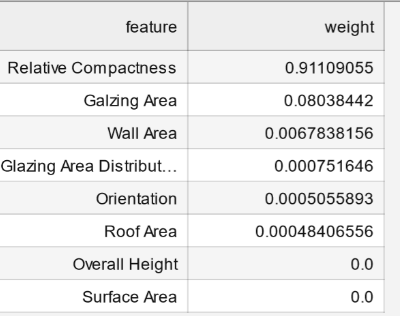 feature weight
Relative Compactness 0.91109055
Galzing Area 0.08038442
Wall Area 0.0067838156
Glazing Area Distribut... 0.000751646
Orientation 0.0005055893
Roof Area 0.00048406556
Overall Height 0.0
Surface Area 0.0